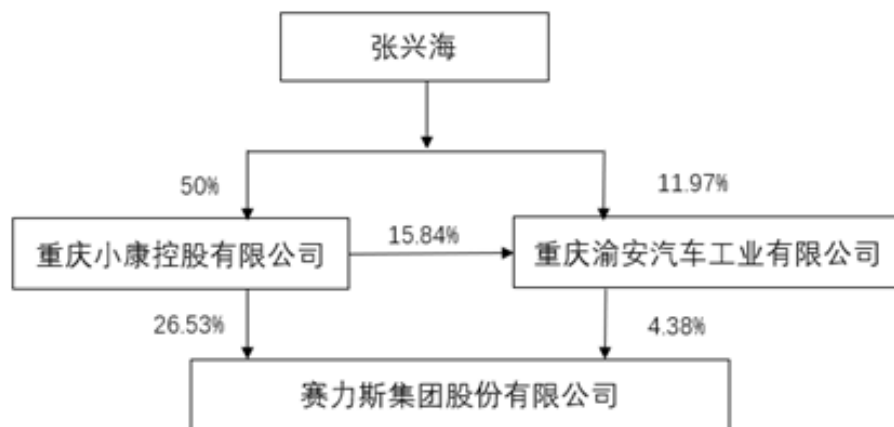 张兴海
50%
11.97%
重庆小康控股有限公司
15.84%
重庆渝安汽车工业有限公司
26.53%
4.38%
赛力斯集团股份有限公司